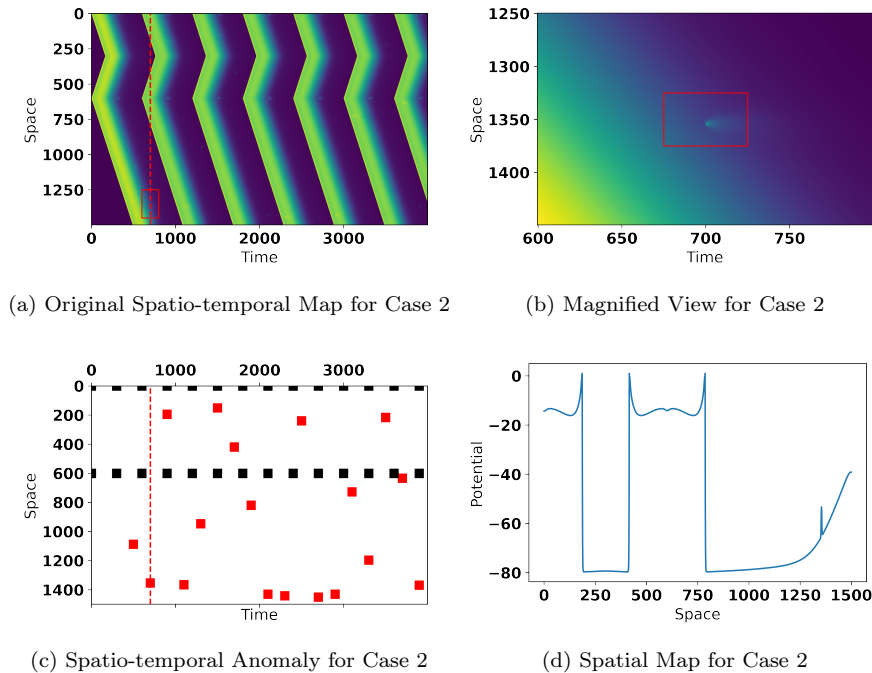 0
250
500
750
1000
1250
Space
0 1000 2000 3000
Time
(a) Original Spatio-temporal Map for Case 2
1250
1300
1350
1400
Space
600 650 700 750
Time
(b) Magnified View for Case 2
0 1000 2000 3000
0
200
400
600
800
1000
1200
1400
Space
Time
(c) Spatio-temporal Anomaly for Case 2
0
−20
−40
−60
−80
Potential
0 250 500 750 1000 1250 1500
Space
(d) Spatial Map for Case 2